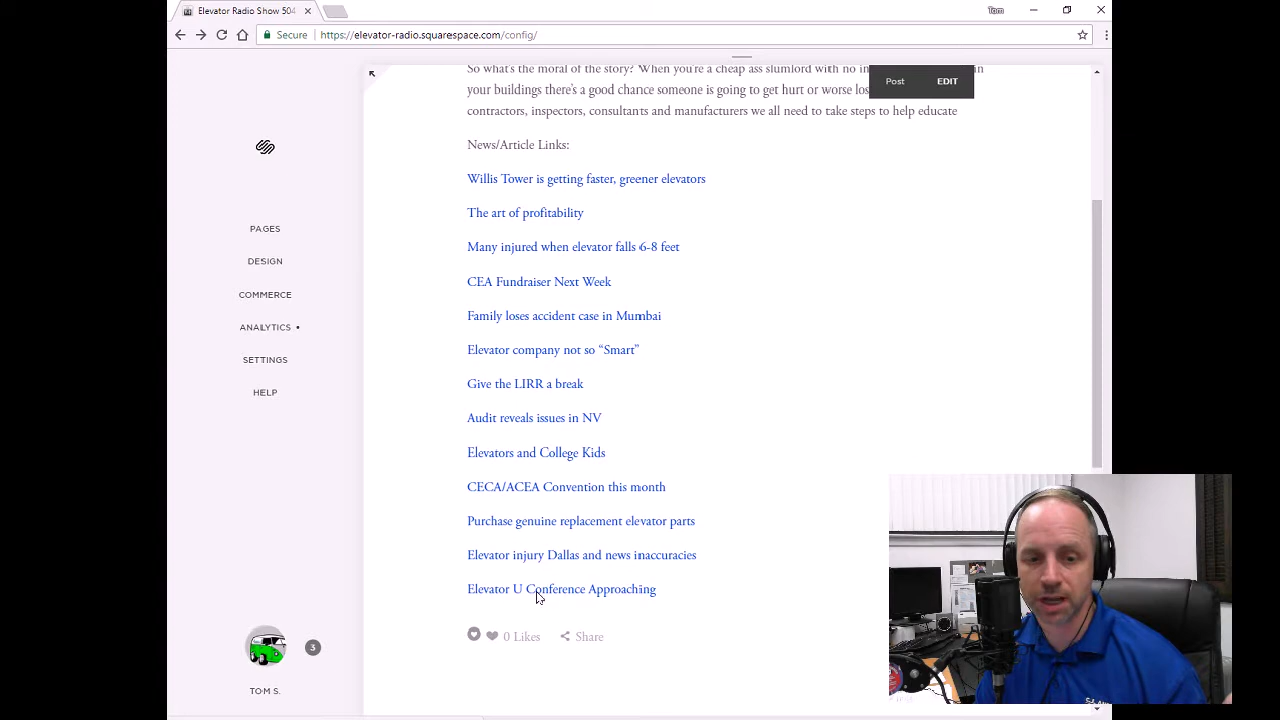 Elevator Radio Show 504
Tom
Secure
https://elevator-radio.squarespace.com/config/
So what's the moral of the story? When you're a cheap ass slumlord with no in
Post
EDIT
your buildings there's a good chance someone is going to get hurt or worse
contractors, inspectors, consultants and manufacturers we all need to take steps to help educate
News/Article Links:
Willis Tower is getting faster, greener elevators
The art of profitability
Many injured when elevator falls 6-8 feet
CEA Fundraiser Next Week
Family loses accident case in Mumbai
Elevator company not so “Smart”
Give the LIRR a break
Audit reveals issues in NV
Elevators and College Kids
CECA/ACEA Convention this month
Purchase genuine replacement elevator parts
Elevator injury Dallas and news inaccuracies
Elevator U Conference Approaching
0 Likes
Share
PAGES
DESIGN
COMMERCE
ANALYTICS •
SETTINGS
HELP
3
TOM S.